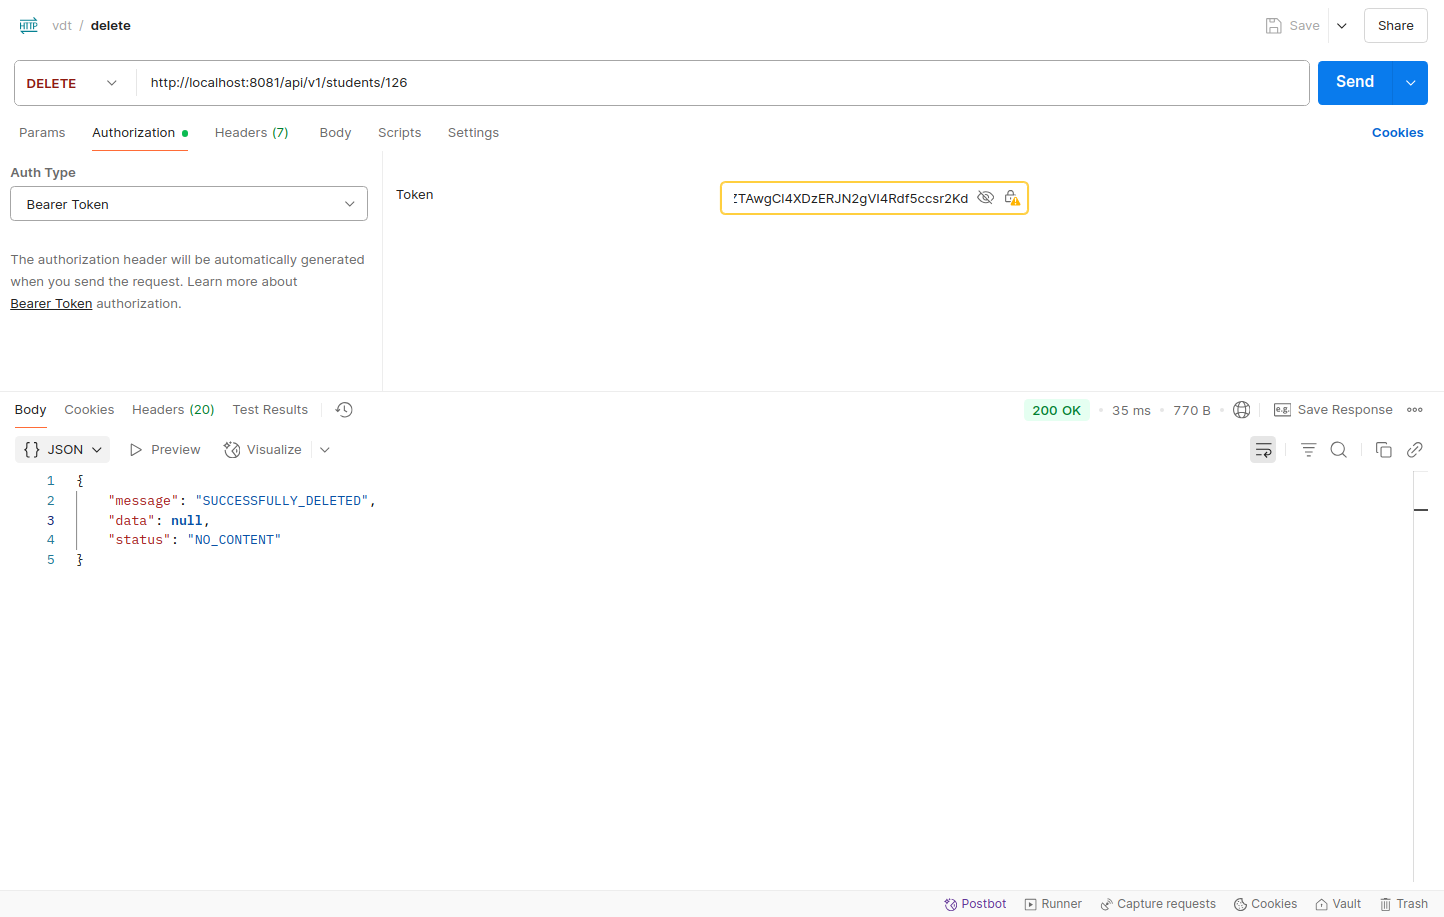 HTTP vdt / delete Save Share
DELETE http://localhost:8081/api/v1/students/126 Send
Params Authorization Headers (7) Body Scripts Settings Cookies
Auth Type
Bearer Token
Token
ZTAwgCl4XDzERJN2gVl4Rdf5ccsr2Kd
The authorization header will be automatically generated
when you send the request. Learn more about
Bearer Token authorization.
Body Cookies Headers (20) Test Results 200 OK • 35 ms • 770 B • e.g. Save Response
{} JSON Preview Visualize
1 {
2 "message": "SUCCESSFULLY_DELETED",
3 "data": null,
4 "status": "NO_CONTENT"
5 }
Postbot Runner Capture requests Cookies Vault Trash